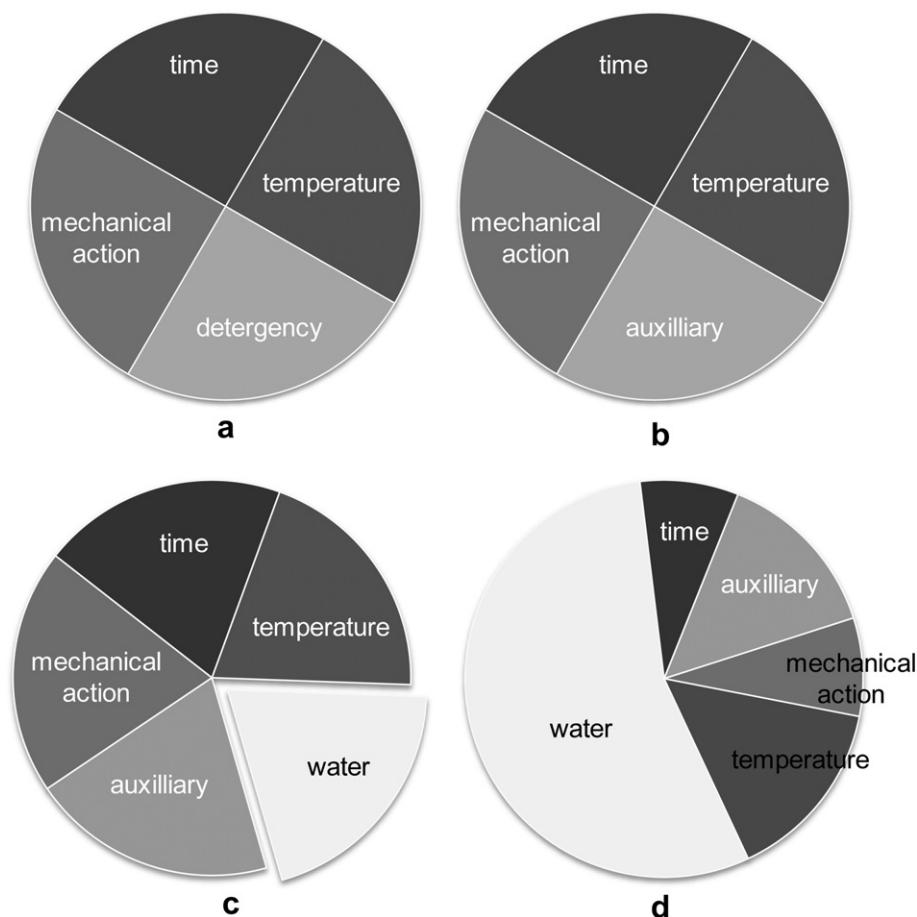 time
temperature
mechanical
action
detergency
a
time
temperature
mechanical
action
auxilliary
b
time
temperature
mechanical
action
auxilliary
water
c
time
auxilliary
mechanical
action
water
temperature
d